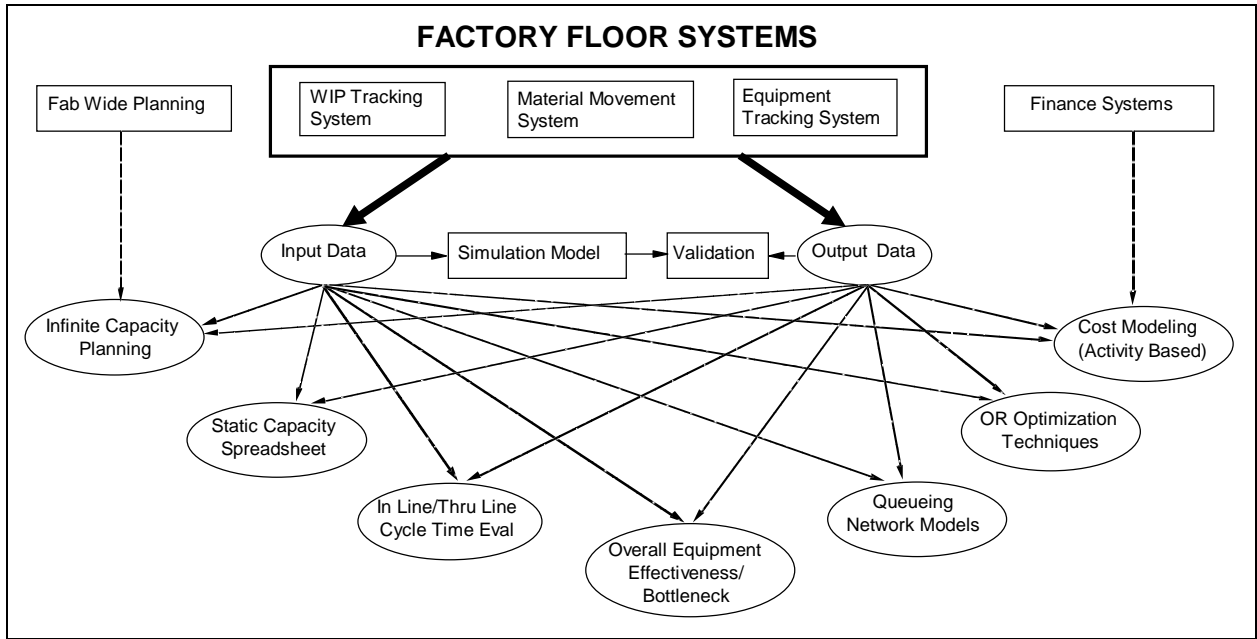 FACTORY FLOOR SYSTEMS
Fab Wide Planning
WIP Tracking
System
Material Movement
System
Equipment
Tracking System
Finance Systems
Input Data
Simulation Model
Validation
Output Data
Infinite Capacity
Planning
Cost Modeling
(Activity Based)
Static Capacity
Spreadsheet
OR Optimization
Techniques
In Line/Thru Line
Cycle Time Eval
Queueing
Network Models
Overall Equipment
Effectiveness/
Bottleneck